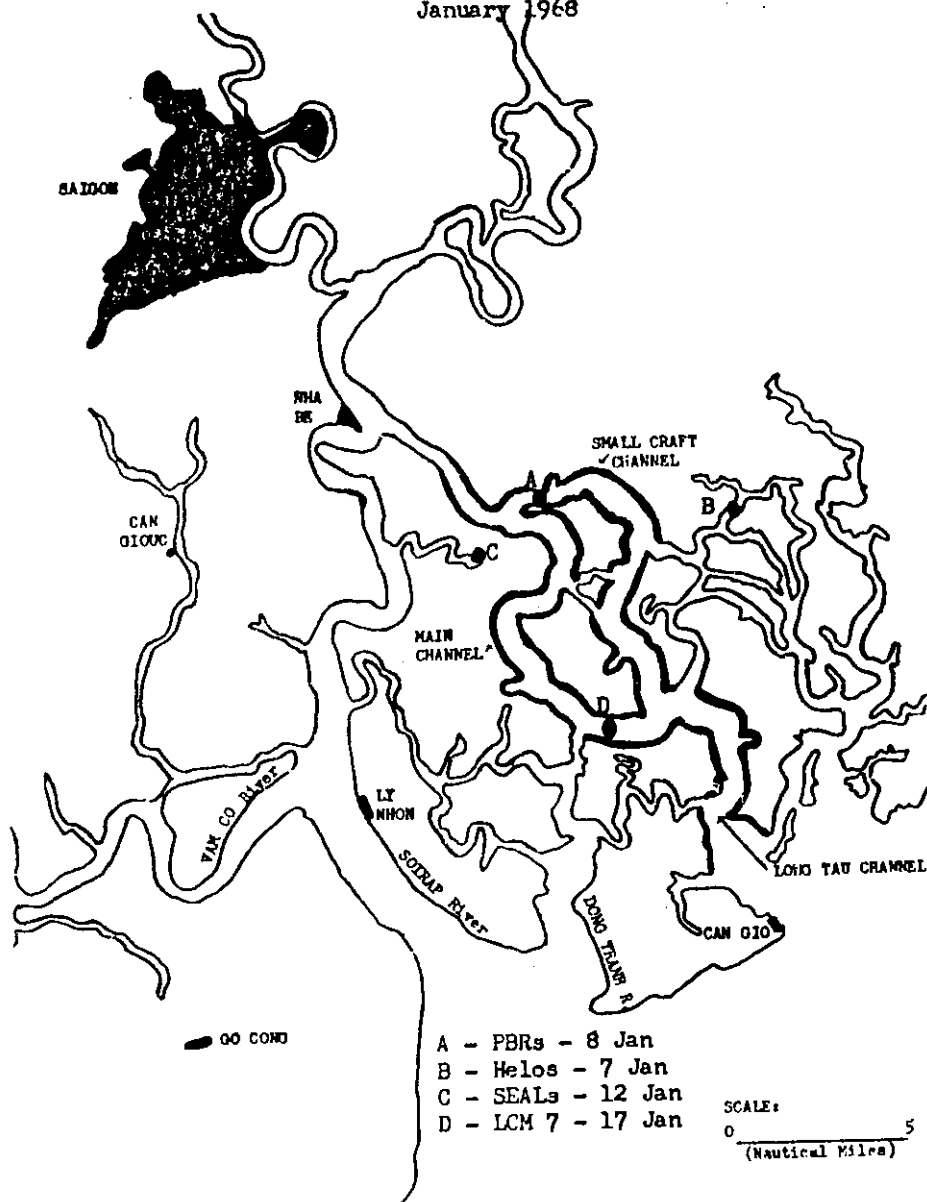 January 1968
SAIGON
NHA
BE
SMALL CRAFT
CHANNEL
A
B
CAN
GIOUC
C
MAIN
CHANNEL
D
VAM CO River
LY
NHON
SOIRAP River
LONG TAU CHANNEL
DONG TRANH R.
CAN GIO
GO CONG
A - PBRs - 8 Jan
B - Helos - 7 Jan
C - SEALs - 12 Jan
D - LCM 7 - 17 Jan
SCALE:
0 5
(Nautical Miles)